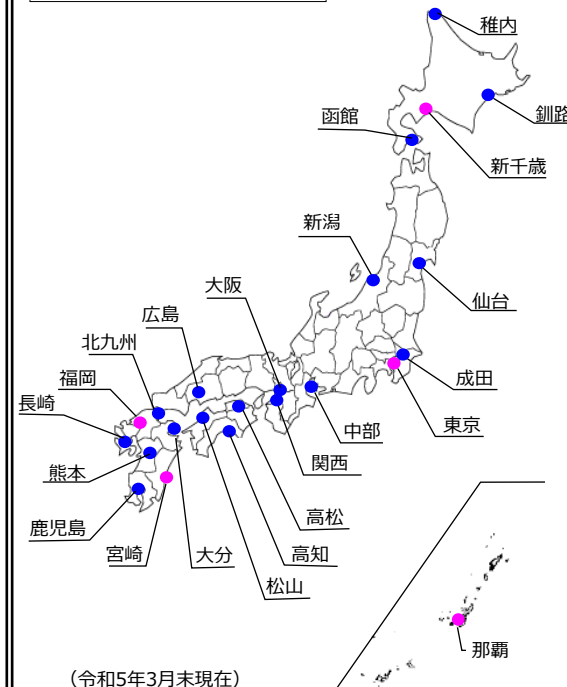 稚内
釧路
函館
新千歳
新潟
大阪
仙台
広島
北九州
福岡
成田
長崎
東京
中部
熊本
関西
高松
鹿児島
宮崎
大分
高知
松山
那覇
（令和5年3月末現在）